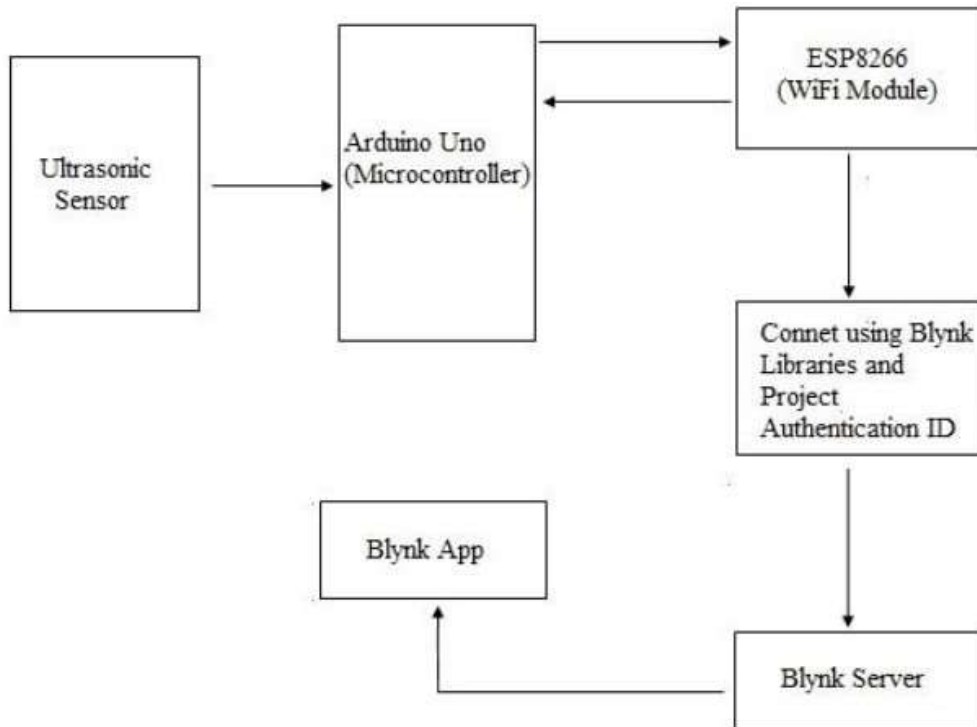 Ultrasonic
Sensor
Arduino Uno
(Microcontroller)
ESP8266
(WiFi Module)
Connet using Blynk
Libraries and
Project
Authentication ID
Blynk App
Blynk Server